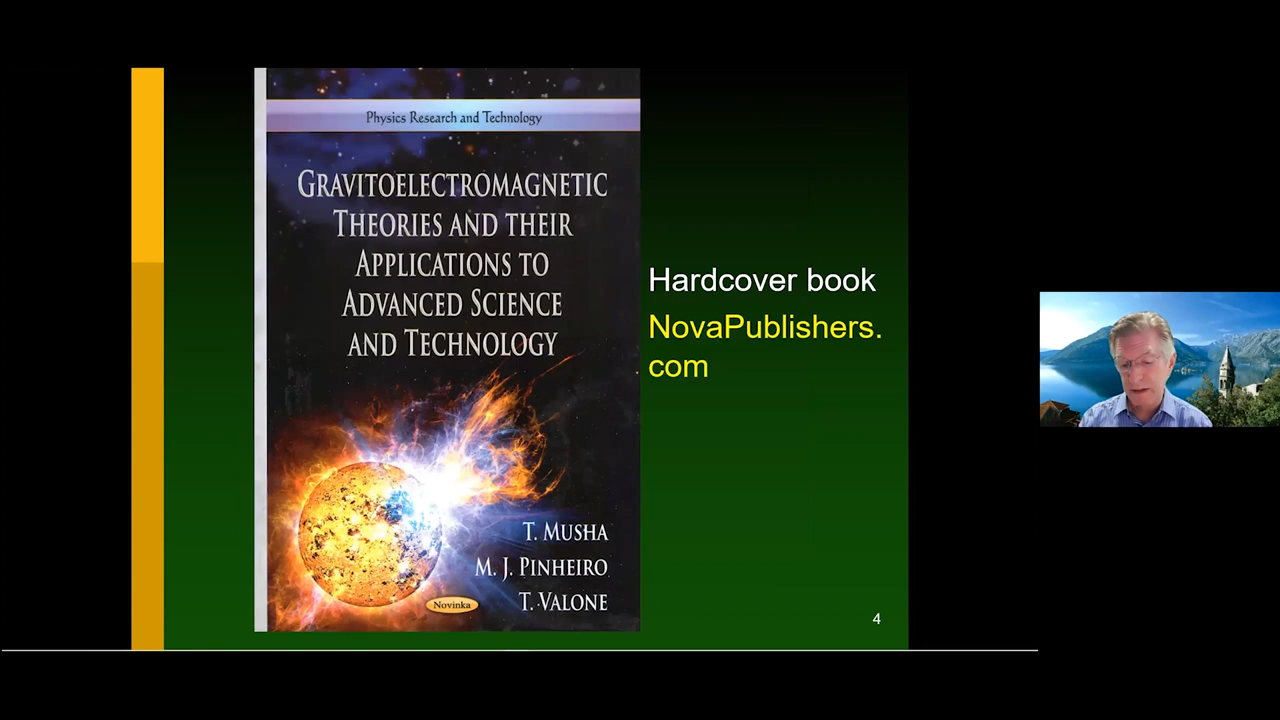 Physics Research and Technology
GRAVITOELECTROMAGNETIC
THEORIES AND THEIR
APPLICATIONS TO
ADVANCED SCIENCE
AND TECHNOLOGY
T. MUSHA
M. J. PINHEIRO
T. VALONE
Novinka
Hardcover book
NovaPublishers.
com
4